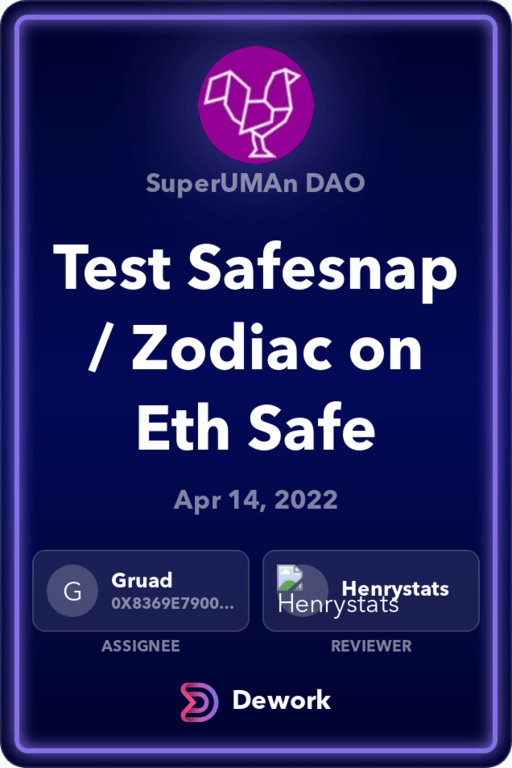 SuperUMAn DAO
Test Safesnap
/ Zodiac on
Eth Safe
Apr 14, 2022
G
Gruad
0X8369E7900...
Henrystats
Henrystats
ASSIGNEE
REVIEWER
Dework